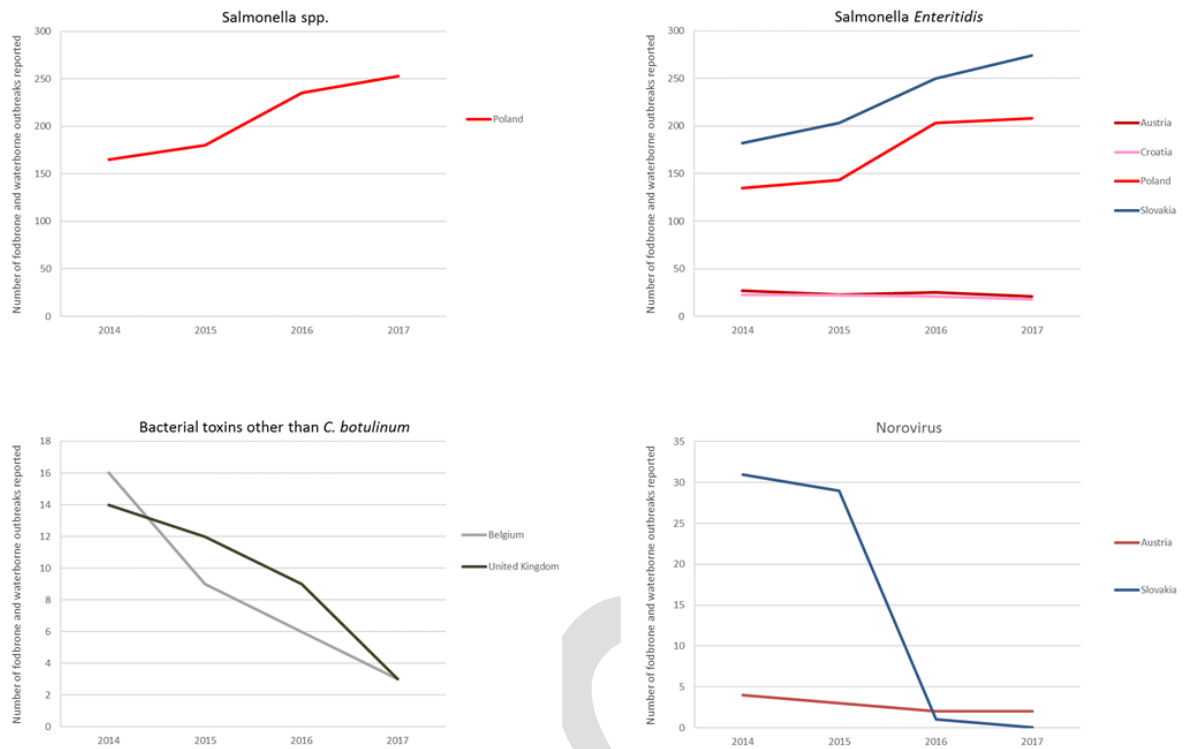 Salmonella spp.
Number of fodbrone and waterborne outbreaks reported
300
250
200
150
100
50
0
2014 2015 2016 2017
Poland
Salmonella Enteritidis
Number of fodbrone and waterborne outbreaks reported
300
250
200
150
100
50
0
2014 2015 2016 2017
Austria
Croatia
Poland
Slovakia
Bacterial toxins other than C. botulinum
Number of fodbrone and waterborne outbreaks reported
18
16
14
12
10
8
6
4
2
0
2014 2015 2016 2017
Belgium
United Kingdom
Norovirus
Number of fodbrone and waterborne outbreaks reported
35
30
25
20
15
10
5
0
2014 2015 2016 2017
Austria
Slovakia